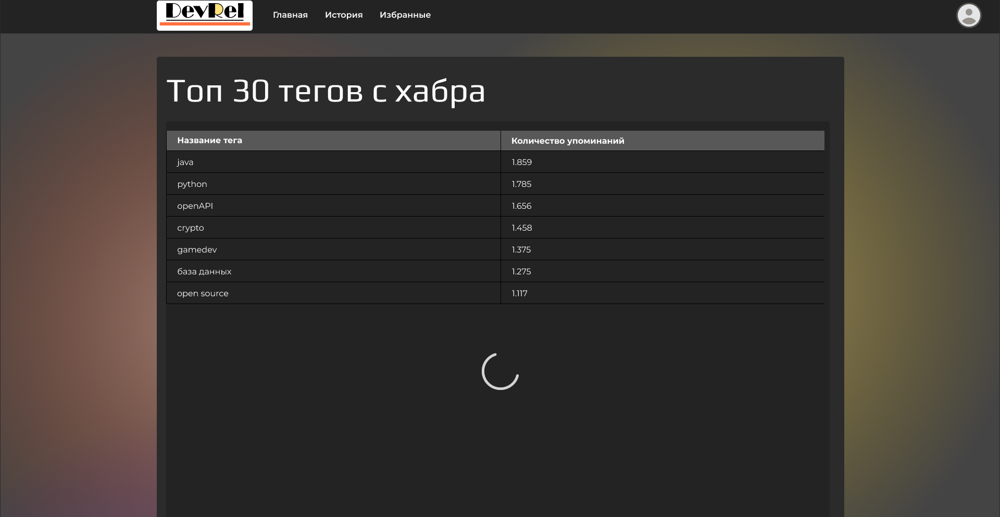 DevRel
Главная История Избранные
Топ 30 тегов с хабра
Название тега Количество упоминаний
java 1.859
python 1.785
openAPI 1.656
crypto 1.458
gamedev 1.375
база данных 1.275
open source 1.117